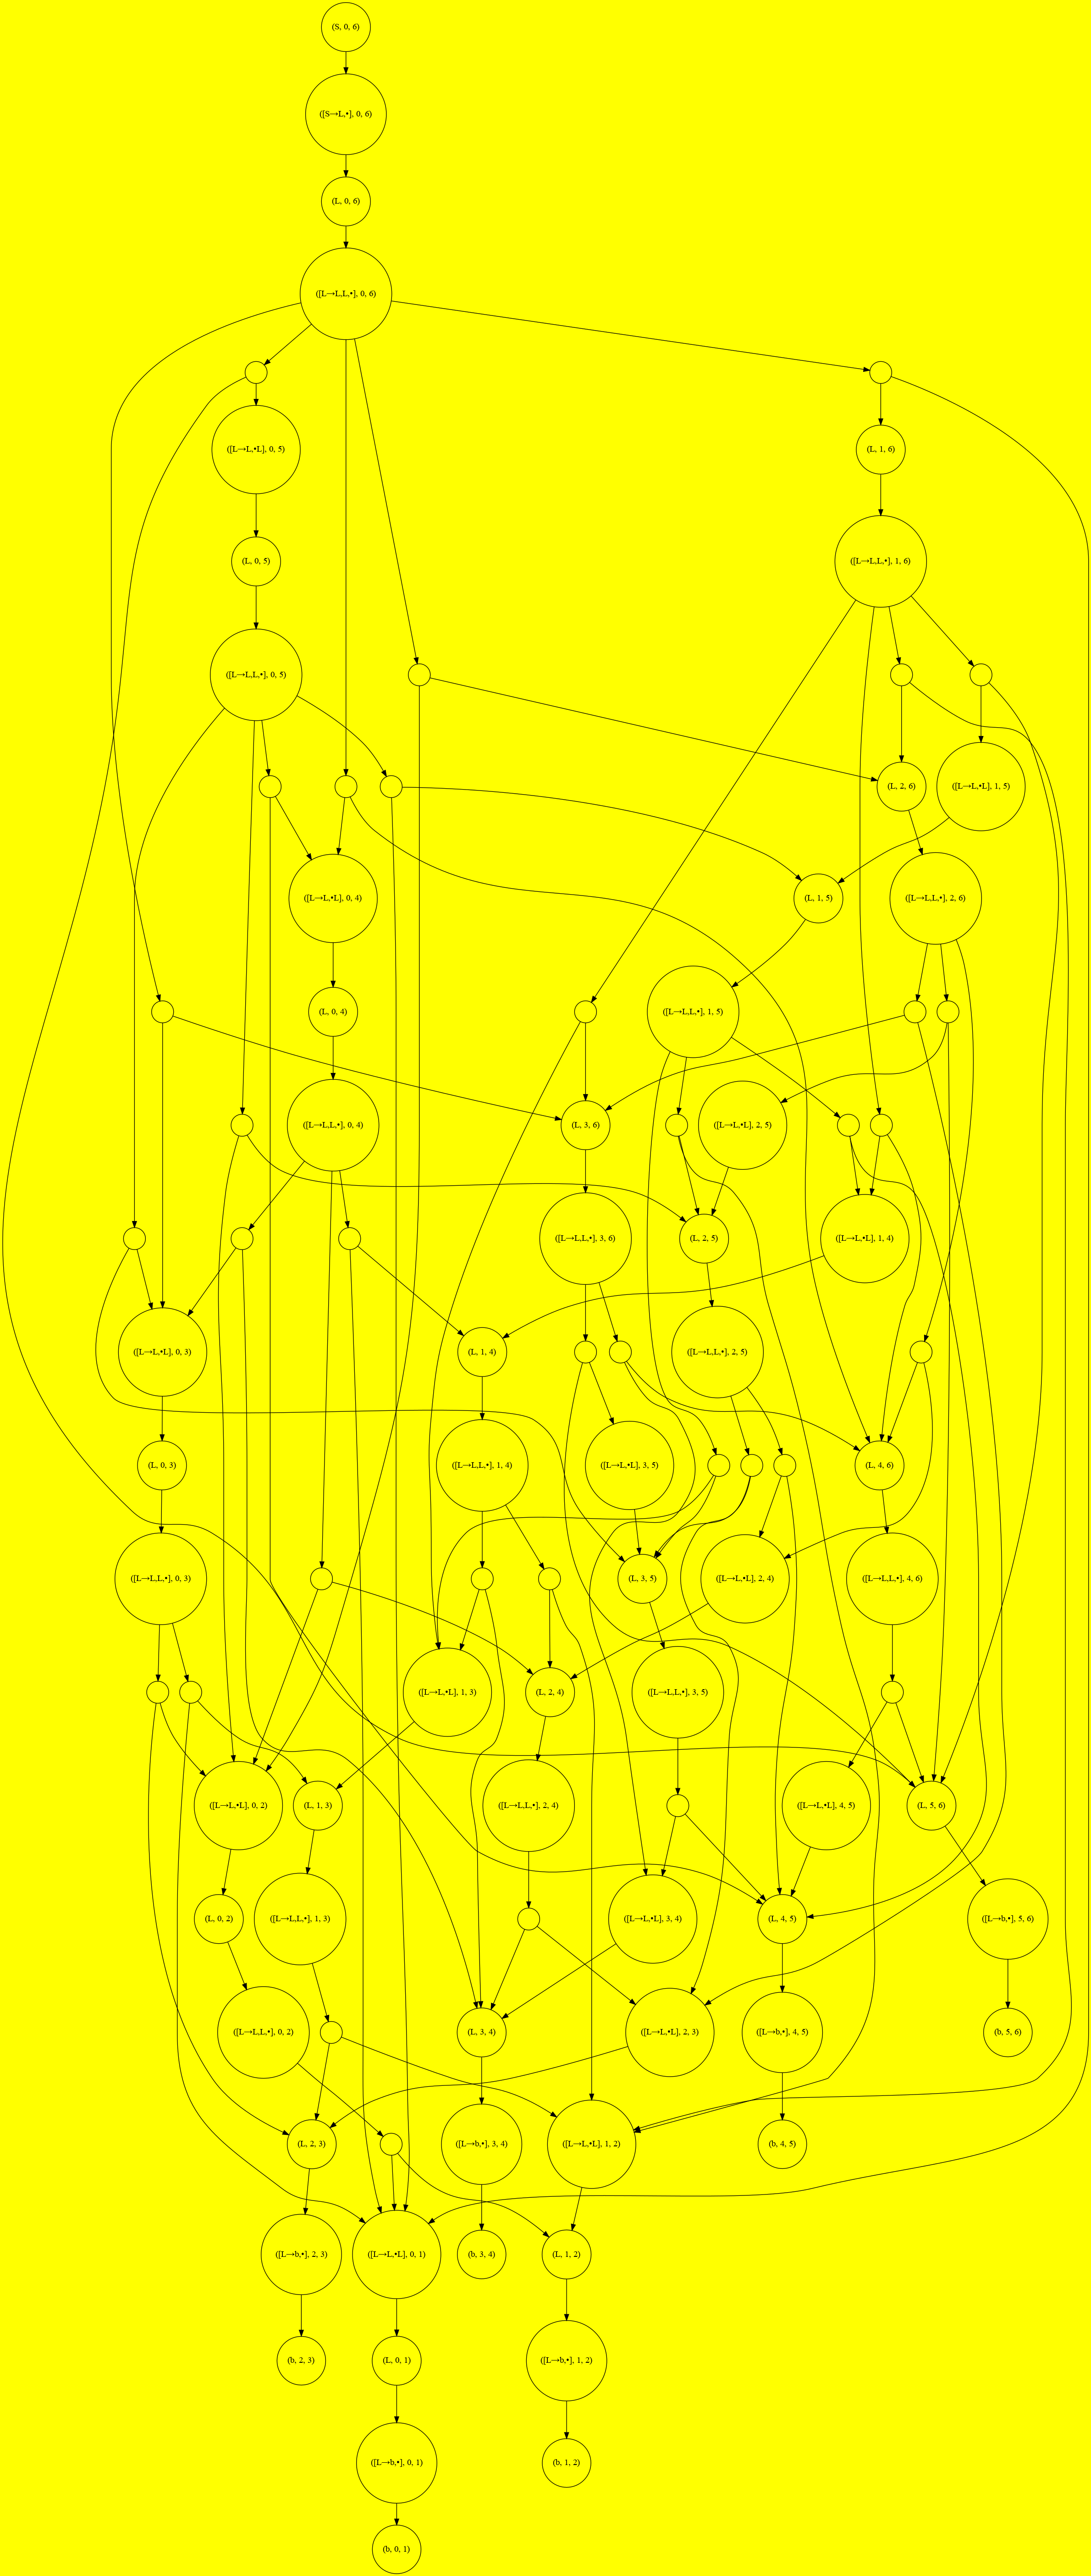 (S, 0, 6)
([S→L,•], 0, 6)
(L, 0, 6)
([L→L,L,•], 0, 6)
([L→L,•L], 0, 5)
(L, 1, 6)
(L, 0, 5)
([L→L,L,•], 1, 6)
([L→L,L,•], 0, 5)
(L, 2, 6)
([L→L,•L], 1, 5)
([L→L,•L], 0, 4)
(L, 1, 5)
([L→L,L,•], 2, 6)
(L, 0, 4)
([L→L,L,•], 1, 5)
([L→L,L,•], 0, 4)
(L, 3, 6)
([L→L,•L], 2, 5)
([L→L,L,•], 3, 6)
(L, 2, 5)
([L→L,•L], 1, 4)
([L→L,•L], 0, 3)
(L, 1, 4)
([L→L,L,•], 2, 5)
(L, 0, 3)
([L→L,L,•], 1, 4)
([L→L,•L], 3, 5)
(L, 4, 6)
([L→L,L,•], 0, 3)
(L, 3, 5)
([L→L,•L], 2, 4)
([L→L,L,•], 4, 6)
([L→L,•L], 1, 3)
(L, 2, 4)
([L→L,L,•], 3, 5)
([L→L,•L], 0, 2)
(L, 1, 3)
([L→L,L,•], 2, 4)
([L→L,•L], 4, 5)
(L, 5, 6)
(L, 0, 2)
([L→L,L,•], 1, 3)
([L→L,•L], 3, 4)
(L, 4, 5)
([L→b,•], 5, 6)
([L→L,L,•], 0, 2)
(L, 3, 4)
([L→L,•L], 2, 3)
([L→b,•], 4, 5)
(b, 5, 6)
(L, 2, 3)
([L→b,•], 3, 4)
([L→L,•L], 1, 2)
(b, 4, 5)
([L→b,•], 2, 3)
([L→L,•L], 0, 1)
(b, 3, 4)
(L, 1, 2)
(b, 2, 3)
(L, 0, 1)
([L→b,•], 1, 2)
([L→b,•], 0, 1)
(b, 1, 2)
(b, 0, 1)